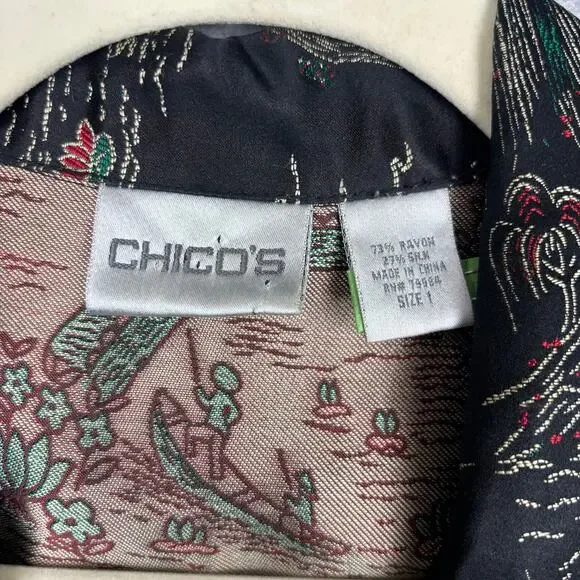 CHICO'S
73% RAYON
27% SILK
MADE IN CHINA
RN# 79984
SIZE 1